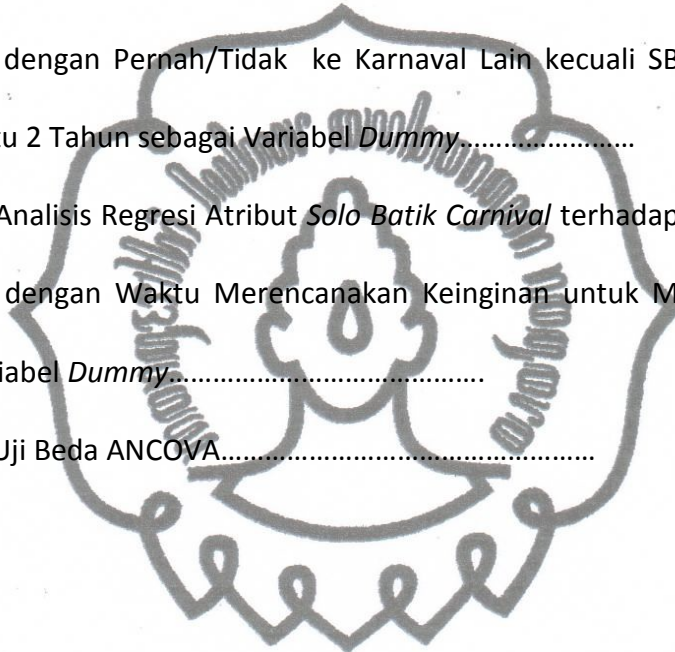 dengan Pernah/Tidak ke Karnaval Lain kecuali SB
u 2 Tahun sebagai Variabel Dummy........................
Analisis Regresi Atribut Solo Batik Carnival terhadap
dengan Waktu Merencanakan Keinginan untuk M
iabel Dummy..........................................
Uji Beda ANCOVA..................................................